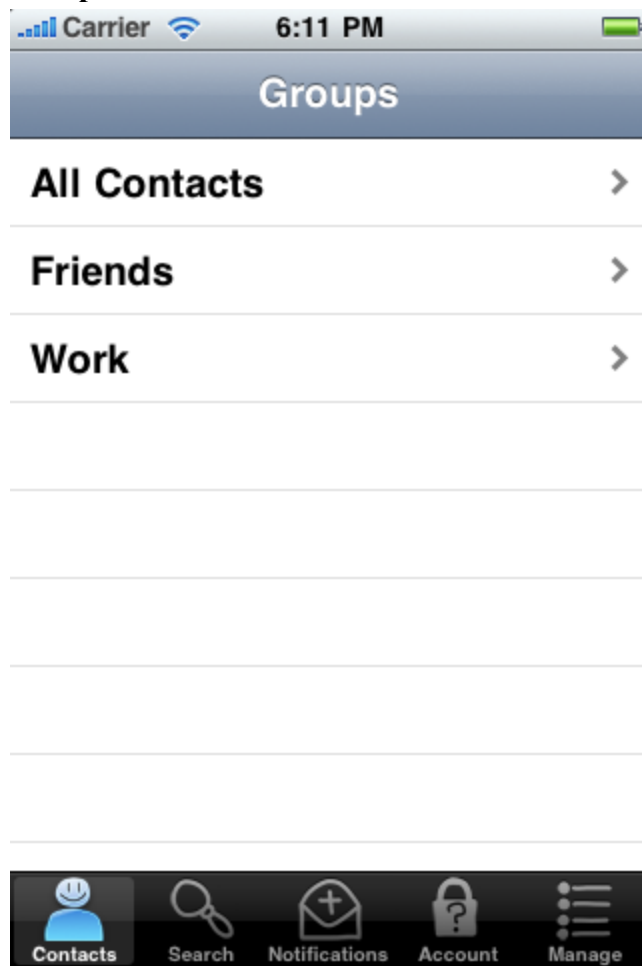 Carrier 6:11 PM
Groups
All Contacts
Friends
Work
Contacts Search Notifications Account Manage